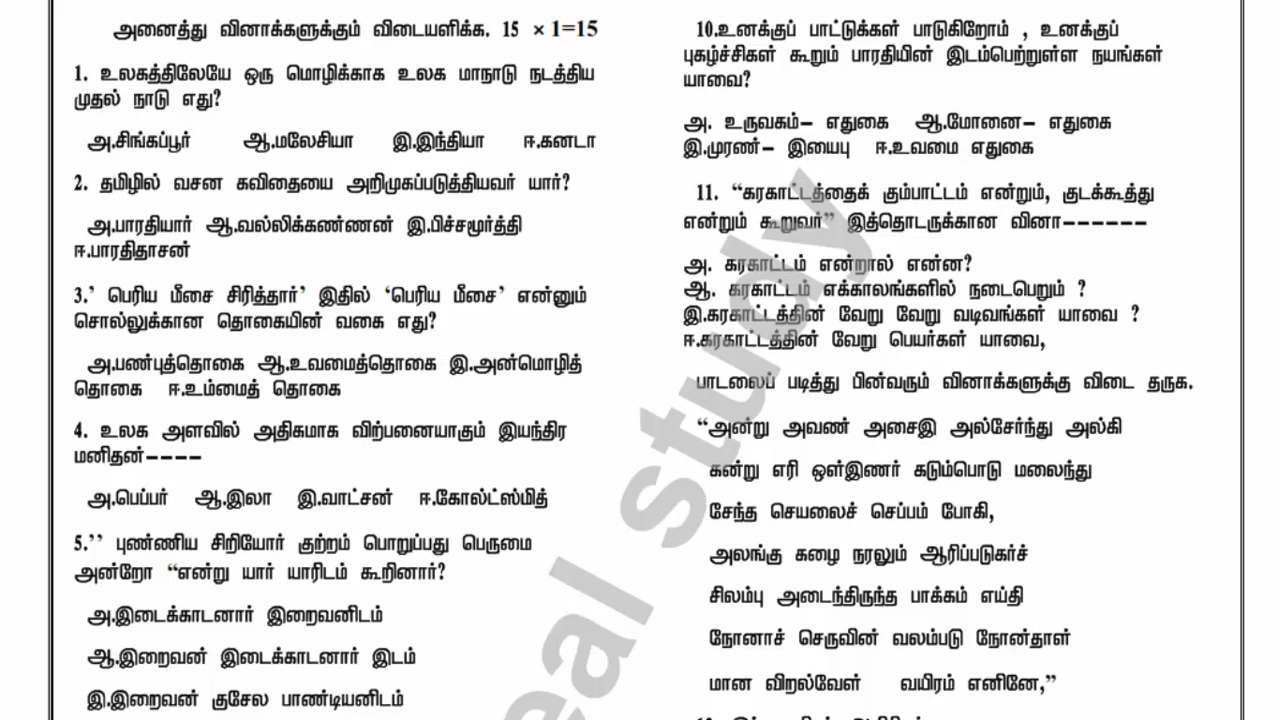 அனைத்து வினாக்களுக்கும் விடையளிக்க. 15 × 1=15
1. உலகத்திலேயே ஒரு மொழிக்காக உலக மாநாடு நடத்திய
முதல் நாடு எது?
அ.சிங்கப்பூர் ஆ.மலேசியா இ.இந்தியா ஈ.கனடா
2. தமிழில் வசன கவிதையை அறிமுகப்படுத்தியவர் யார்?
அ.பாரதியார் ஆ.வல்லிக்கண்ணன் இ.பிச்சமூர்த்தி
ஈ.பாரதிதாசன்
3.’ பெரிய மீசை சிரித்தார்’ இதில் ‘பெரிய மீசை’ என்னும்
சொல்லுக்கான தொகையின் வகை எது?
அ.பண்புத்தொகை ஆ.உவமைத்தொகை இ.அன்மொழித்
தொகை ஈ.உம்மைத் தொகை
4. உலக அளவில் அதிகமாக விற்பனையாகும் இயந்திர
மனிதன்----
அ.பெப்பர் ஆ.இலா இ.வாட்சன் ஈ.கோல்ட்ஸ்மித்
5.’’ புண்ணிய சிறியோர் குற்றம் பொறுப்பது பெருமை
அன்றோ “என்று யார் யாரிடம் கூறினார்?
அ.இடைக்காடனார் இறைவனிடம்
ஆ.இறைவன் இடைக்காடனார் இடம்
இ.இறைவன் குசேல பாண்டியனிடம்
10.உனக்குப் பாட்டுக்கள் பாடுகிறோம் , உனக்குப்
புகழ்ச்சிகள் கூறும் பாரதியின் இடம்பெற்றுள்ள நயங்கள்
யாவை?
அ. உருவகம்- எதுகை ஆ.மோனை- எதுகை
இ.முரண்- இயைபு ஈ.உவமை எதுகை
11. “கரகாட்டத்தைக் கும்பாட்டம் என்றும், குடக்கூத்து
என்றும் கூறுவர்” இத்தொடருக்கான வினா------
அ. கரகாட்டம் என்றால் என்ன?
ஆ. கரகாட்டம் எக்காலங்களில் நடைபெறும் ?
இ.கரகாட்டத்தின் வேறு வேறு வடிவங்கள் யாவை ?
ஈ.கரகாட்டத்தின் வேறு பெயர்கள் யாவை,
பாடலைப் படித்து பின்வரும் வினாக்களுக்கு விடை தருக.
“அன்று அவண் அசைஇ அல்சேர்ந்து அல்கி
கன்று எரி ஒள்இணர் கடும்பொடு மலைந்து
சேந்த செயலைச் செப்பம் போகி,
அலங்கு கழை நரலும் ஆரிப்படுகர்ச்
சிலம்பு அடைந்திருந்த பாக்கம் எய்தி
நோனாச் செருவின் வலம்படு நோன்தாள்
மான விறல்வேள் வயிரம் எனினே,”
eal study